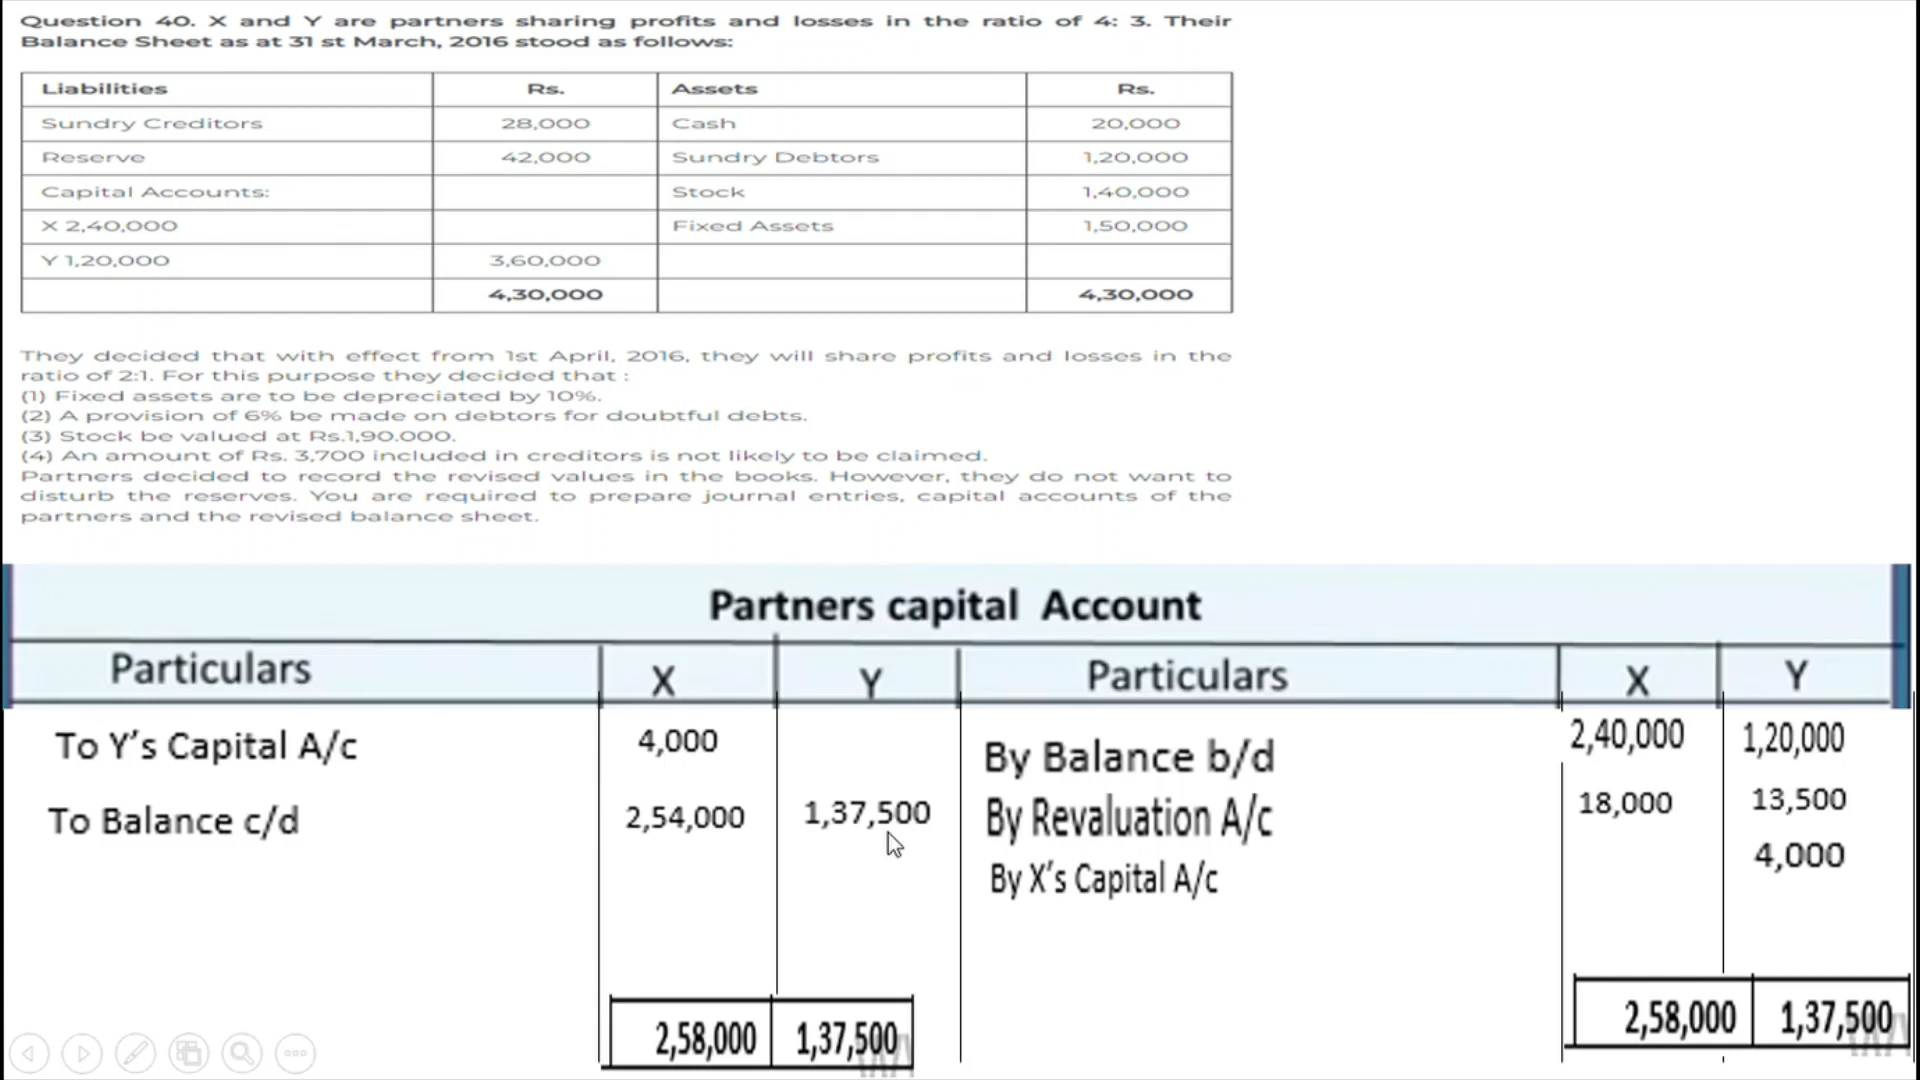 Question 40. X and Y are partners sharing profits and losses in the ratio of 4: 3. Their
Balance Sheet as at 31 st March, 2016 stood as follows:
Liabilities Rs. Assets Rs.
Sundry Creditors 28,000 Cash 20,000
Reserve 42,000 Sundry Debtors 1,20,000
Capital Accounts: Stock 1,40,000
X 2,40,000 Fixed Assets 1,50,000
Y 1,20,000 3,60,000
4,30,000 4,30,000
They decided that with effect from 1st April, 2016, they will share profits and losses in the
ratio of 2:1. For this purpose they decided that :
(1) Fixed assets are to be depreciated by 10%.
(2) A provision of 6% be made on debtors for doubtful debts.
(3) Stock be valued at Rs.1,90.000.
(4) An amount of Rs. 3,700 included in creditors is not likely to be claimed.
Partners decided to record the revised values in the books. However, they do not want to
disturb the reserves. You are required to prepare journal entries, capital accounts of the
partners and the revised balance sheet.
Partners capital Account
Particulars X Y Particulars X Y
To Y's Capital A/c 4,000 By Balance b/d 2,40,000 1,20,000
To Balance c/d 2,54,000 1,37,500 By Revaluation A/c 18,000 13,500
By X's Capital A/c 4,000
2,58,000 1,37,500 2,58,000 1,37,500